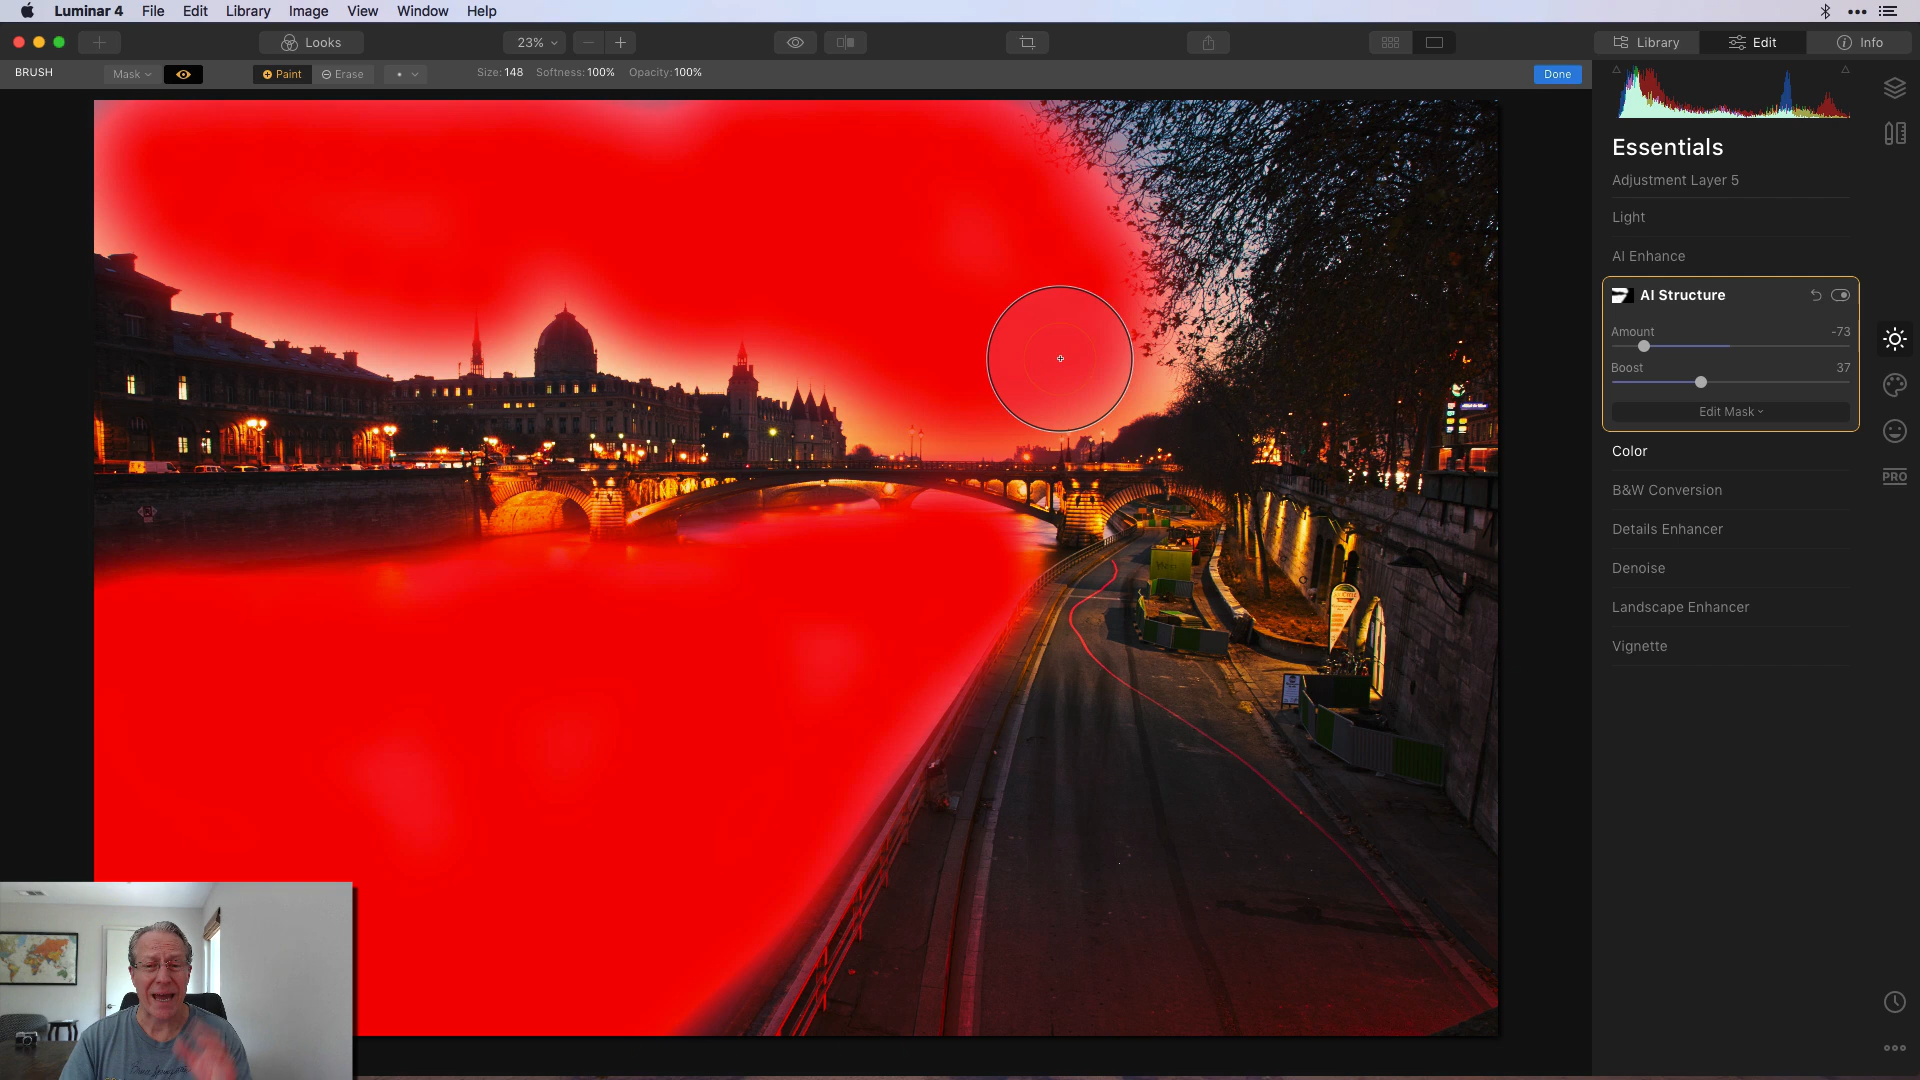 Luminar 4 File Edit Library Image View Window Help
Looks 23% Library Edit Info
BRUSH Mask Paint Erase Size: 148 Softness: 100% Opacity: 100% Done
Essentials
Adjustment Layer 5
Light
AI Enhance
AI Structure
Amount -73
Boost 37
Edit Mask
Color
PRO
B&W Conversion
Details Enhancer
Denoise
Landscape Enhancer
Vignette